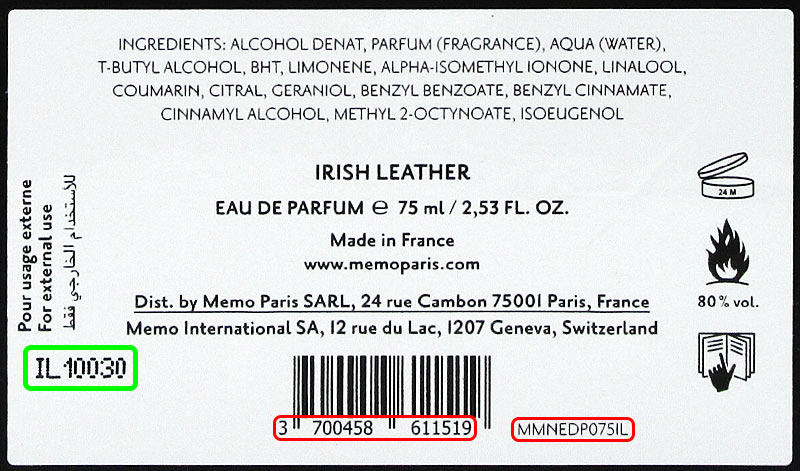 INGREDIENTS: ALCOHOL DENAT, PARFUM (FRAGRANCE), AQUA (WATER),
T-BUTYL ALCOHOL, BHT, LIMONENE, ALPHA-ISOMETHYL IONONE, LINALOOL,
COUMARIN, CITRAL, GERANIOL, BENZYL BENZOATE, BENZYL CINNAMATE,
CINNAMYL ALCOHOL, METHYL 2-OCTYNOATE, ISOEUGENOL
IRISH LEATHER
EAU DE PARFUM ℮ 75 ml / 2,53 FL. OZ.
Made in France
www.memoparis.com
Dist. by Memo Paris SARL, 24 rue Cambon 75001 Paris, France
Memo International SA, 12 rue du Lac, 1207 Geneva, Switzerland
Pour usage externe
For external use
للاستخدام الخارجي فقط
IL10030
3 700458 611519
MMNEDP075IL
24 M
80% vol.